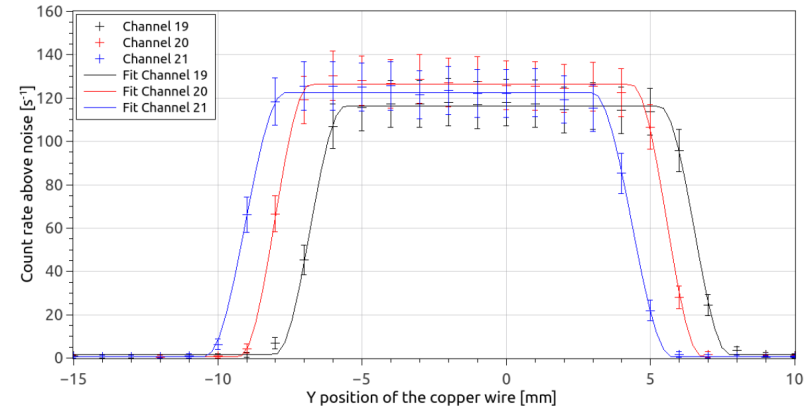 160
140
120
100
80
60
40
20
0
Count rate above noise [s⁻¹]
Channel 19
Channel 20
Channel 21
Fit Channel 19
Fit Channel 20
Fit Channel 21
−15 −10 −5 0 5 10
Y position of the copper wire [mm]